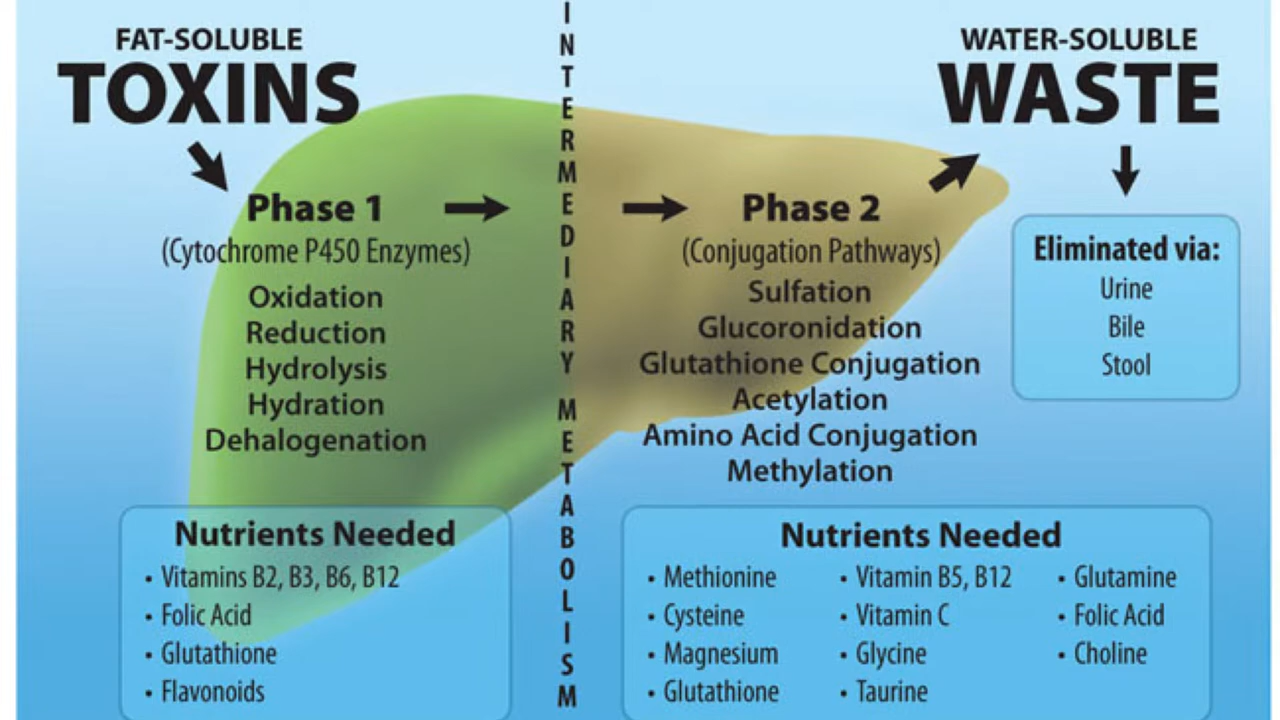 FAT-SOLUBLE
TOXINS
Phase 1
(Cytochrome P450 Enzymes)
Oxidation
Reduction
Hydrolysis
Hydration
Dehalogenation
Nutrients Needed
• Vitamins B2, B3, B6, B12
• Folic Acid
• Glutathione
• Flavonoids
INTERMEDIARY METABOLISM
Phase 2
(Conjugation Pathways)
Sulfation
Glucoronidation
Glutathione Conjugation
Acetylation
Amino Acid Conjugation
Methylation
Nutrients Needed
• Methionine
• Cysteine
• Magnesium
• Glutathione
• Vitamin B5, B12
• Vitamin C
• Glycine
• Taurine
• Glutamine
• Folic Acid
• Choline
WATER-SOLUBLE
WASTE
Eliminated via:
Urine
Bile
Stool